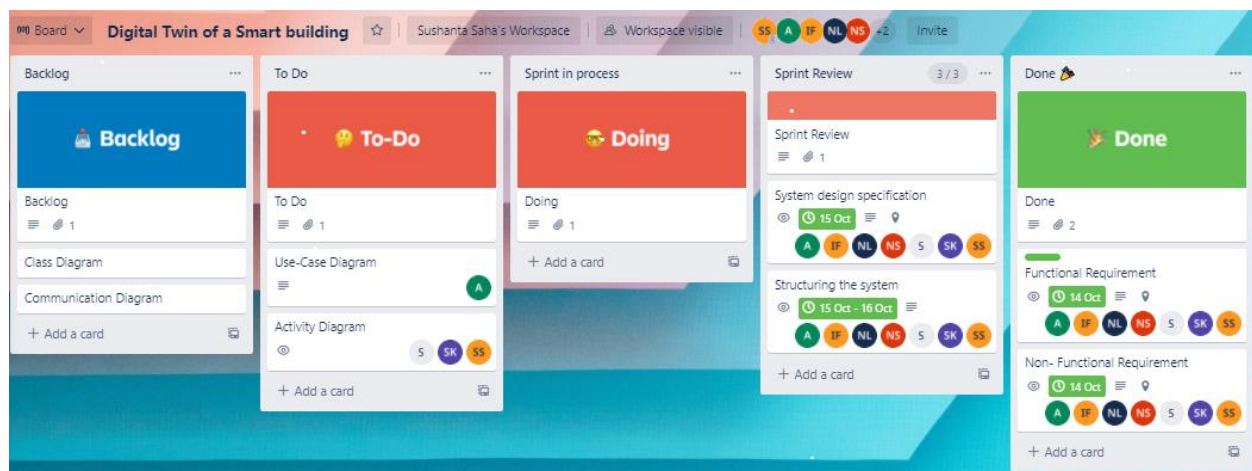 Board
Digital Twin of a Smart building
Sushanta Saha's Workspace
Workspace visible
SS A IF NL NS +2
Invite
Backlog
Backlog
Backlog
1
Class Diagram
Communication Diagram
+ Add a card
To Do
To-Do
To Do
1
Use-Case Diagram
A
Activity Diagram
S SK SS
+ Add a card
Sprint in process
Doing
Doing
1
+ Add a card
Sprint Review 3 / 3
Sprint Review
1
System design specification
15 Oct
A IF NL NS S SK SS
Structuring the system
15 Oct - 16 Oct
A IF NL NS S SK SS
+ Add a card
Done
Done
Done
2
Functional Requirement
14 Oct
A IF NL NS S SK SS
Non- Functional Requirement
14 Oct
A IF NL NS S SK SS
+ Add a card